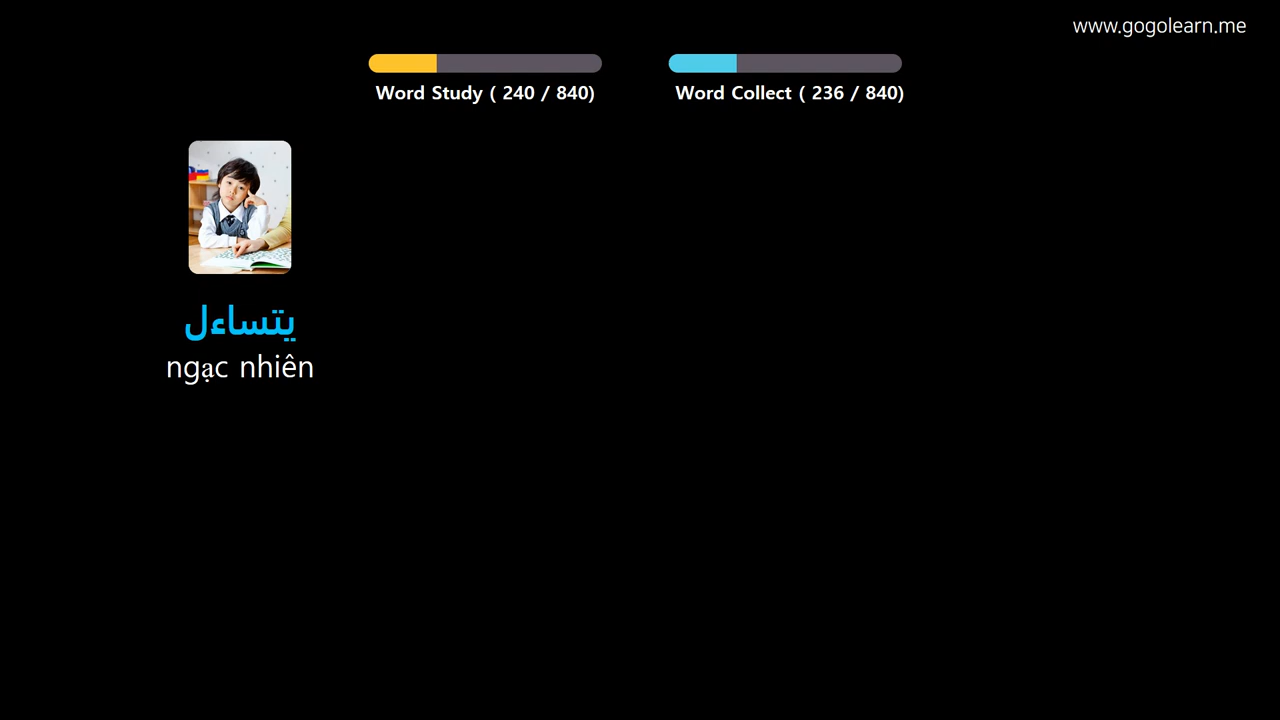 www.gogolearn.me
Word Study ( 240 / 840)
Word Collect ( 236 / 840)
يتساءل
ngạc nhiên